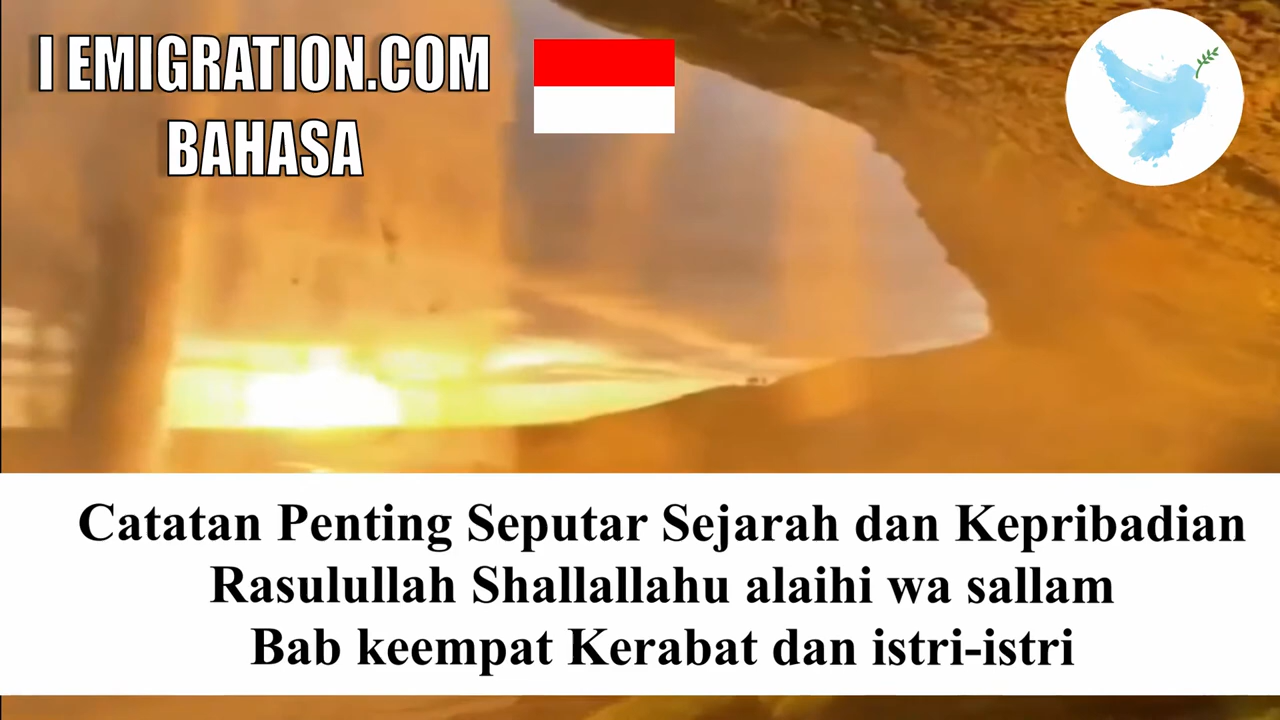 I EMIGRATION.COM
BAHASA
Catatan Penting Seputar Sejarah dan Kepribadian
Rasulullah Shallallahu alaihi wa sallam
Bab keempat Kerabat dan istri-istri